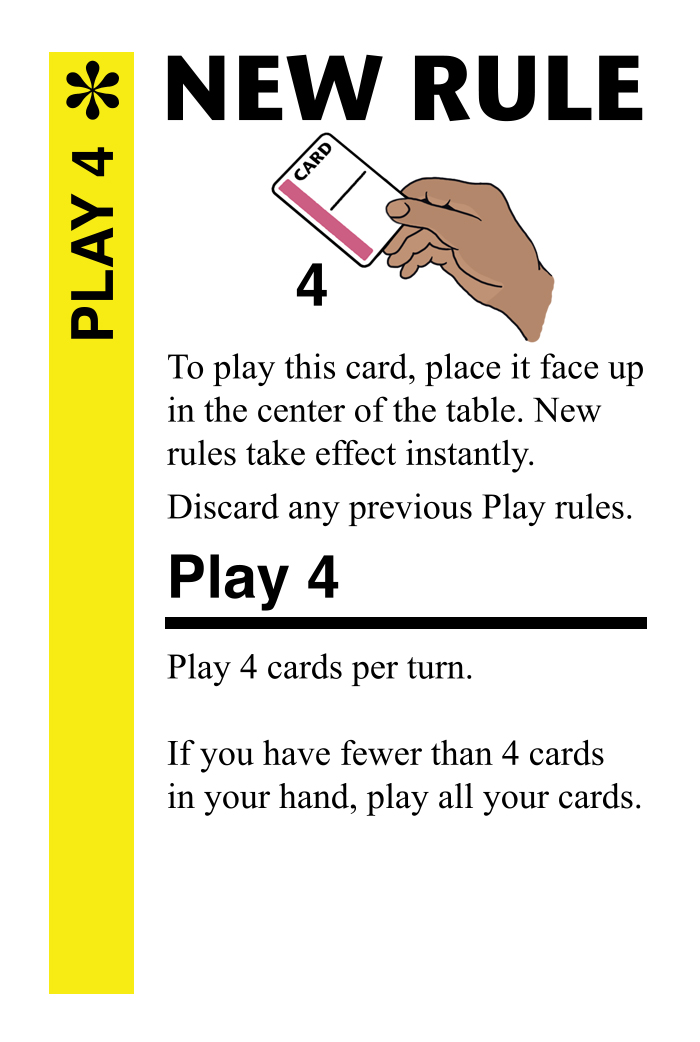 PLAY 4 *
NEW RULE
CARD
4
To play this card, place it face up
in the center of the table. New
rules take effect instantly.
Discard any previous Play rules.
Play 4
Play 4 cards per turn.
If you have fewer than 4 cards
in your hand, play all your cards.